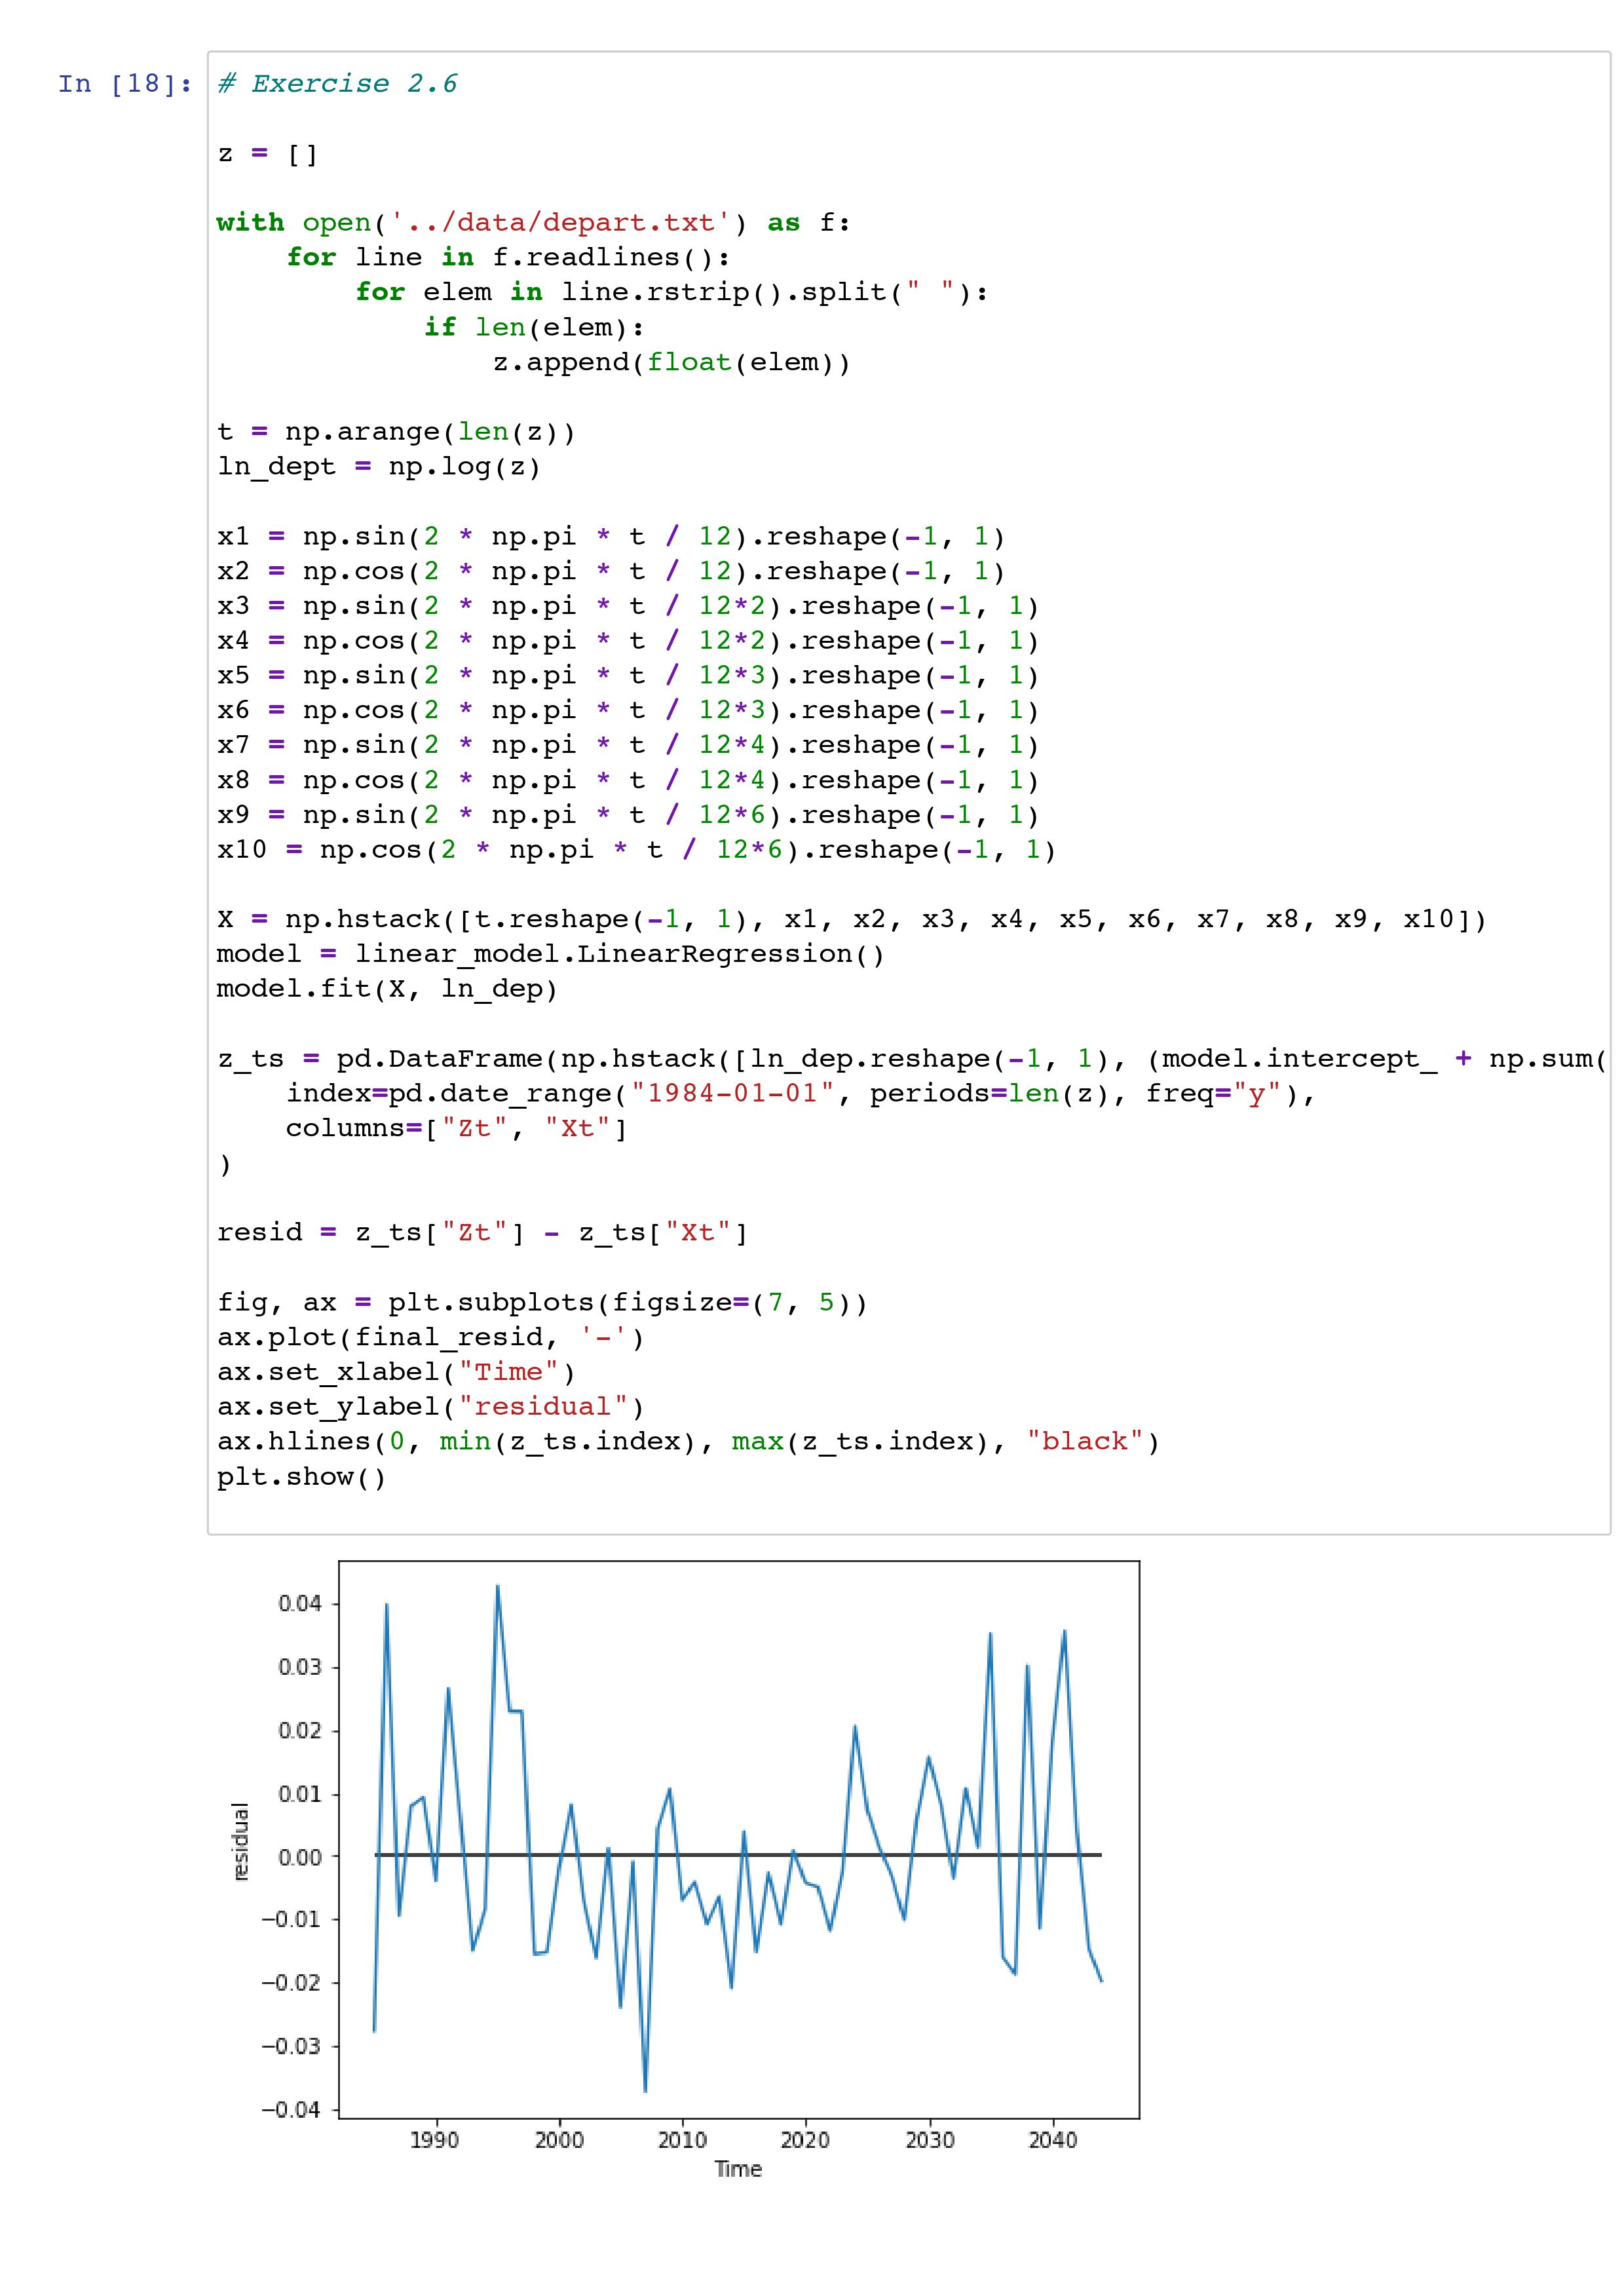 In [18]: # Exercise 2.6
z = []
with open('../data/depart.txt') as f:
    for line in f.readlines():
        for elem in line.rstrip().split(" "):
            if len(elem):
                z.append(float(elem))
t = np.arange(len(z))
ln_dept = np.log(z)
x1 = np.sin(2 * np.pi * t / 12).reshape(-1, 1)
x2 = np.cos(2 * np.pi * t / 12).reshape(-1, 1)
x3 = np.sin(2 * np.pi * t / 12*2).reshape(-1, 1)
x4 = np.cos(2 * np.pi * t / 12*2).reshape(-1, 1)
x5 = np.sin(2 * np.pi * t / 12*3).reshape(-1, 1)
x6 = np.cos(2 * np.pi * t / 12*3).reshape(-1, 1)
x7 = np.sin(2 * np.pi * t / 12*4).reshape(-1, 1)
x8 = np.cos(2 * np.pi * t / 12*4).reshape(-1, 1)
x9 = np.sin(2 * np.pi * t / 12*6).reshape(-1, 1)
x10 = np.cos(2 * np.pi * t / 12*6).reshape(-1, 1)
X = np.hstack([t.reshape(-1, 1), x1, x2, x3, x4, x5, x6, x7, x8, x9, x10])
model = linear_model.LinearRegression()
model.fit(X, ln_dep)
z_ts = pd.DataFrame(np.hstack([ln_dep.reshape(-1, 1), (model.intercept_ + np.sum(
    index=pd.date_range("1984-01-01", periods=len(z), freq="y"),
    columns=["Zt", "Xt"]
)
resid = z_ts["Zt"] - z_ts["Xt"]
fig, ax = plt.subplots(figsize=(7, 5))
ax.plot(final_resid, '-')
ax.set_xlabel("Time")
ax.set_ylabel("residual")
ax.hlines(0, min(z_ts.index), max(z_ts.index), "black")
plt.show()
0.04
0.03
0.02
0.01
0.00
−0.01
−0.02
−0.03
−0.04
residual
1990 2000 2010 2020 2030 2040
Time